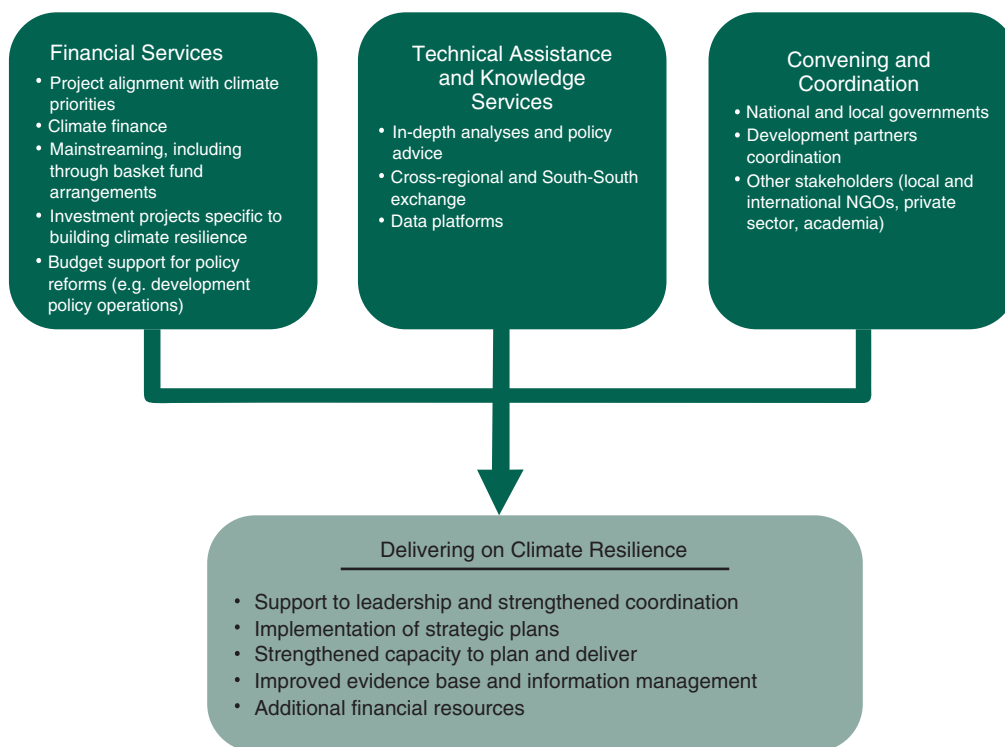 Financial Services
• Project alignment with climate
priorities
• Climate finance
• Mainstreaming, including
through basket fund
arrangements
• Investment projects specific to
building climate resilience
• Budget support for policy
reforms (e.g. development
policy operations)
Technical Assistance
and Knowledge
Services
• In-depth analyses and policy
advice
• Cross-regional and South-South
exchange
• Data platforms
Convening and
Coordination
• National and local governments
• Development partners
coordination
• Other stakeholders (local and
international NGOs, private
sector, academia)
Delivering on Climate Resilience
• Support to leadership and strengthened coordination
• Implementation of strategic plans
• Strengthened capacity to plan and deliver
• Improved evidence base and information management
• Additional financial resources